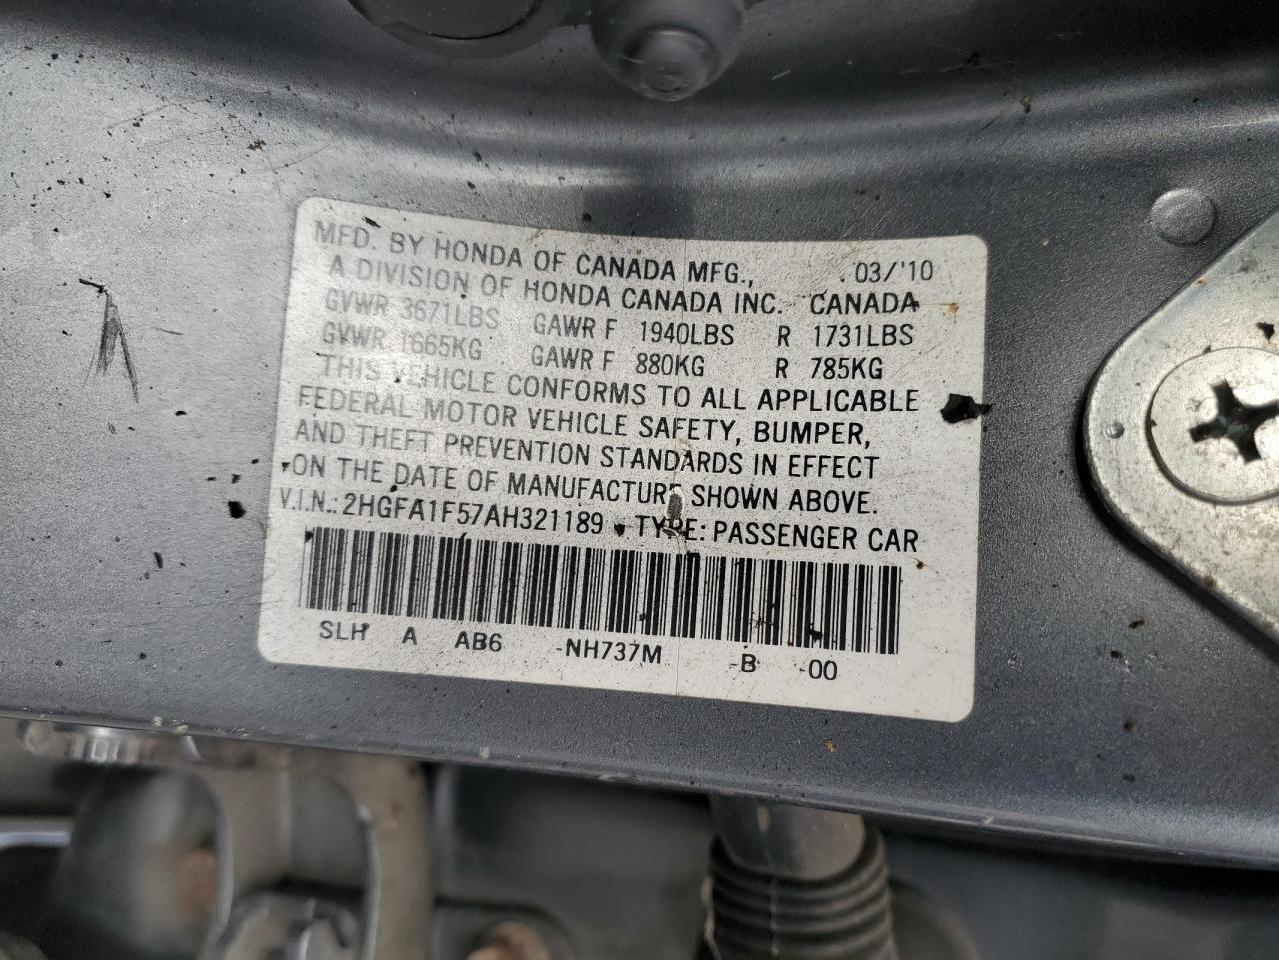 MFD. BY HONDA OF CANADA MFG., 03/'10
A DIVISION OF HONDA CANADA INC. CANADA
GVWR 3671LBS GAWR F 1940LBS R 1731LBS
GVWR 1665KG GAWR F 880KG R 785KG
THIS VEHICLE CONFORMS TO ALL APPLICABLE
FEDERAL MOTOR VEHICLE SAFETY, BUMPER,
AND THEFT PREVENTION STANDARDS IN EFFECT
ON THE DATE OF MANUFACTURE SHOWN ABOVE.
V.I.N.: 2HGFA1F57AH321189 TYPE: PASSENGER CAR
SLH A AB6 -NH737M -B -00